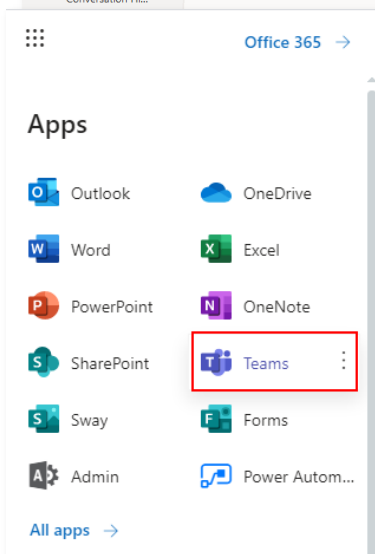 Office 365 →
Apps
Outlook OneDrive
Word Excel
PowerPoint OneNote
SharePoint Teams
Sway Forms
Admin Power Autom...
All apps →